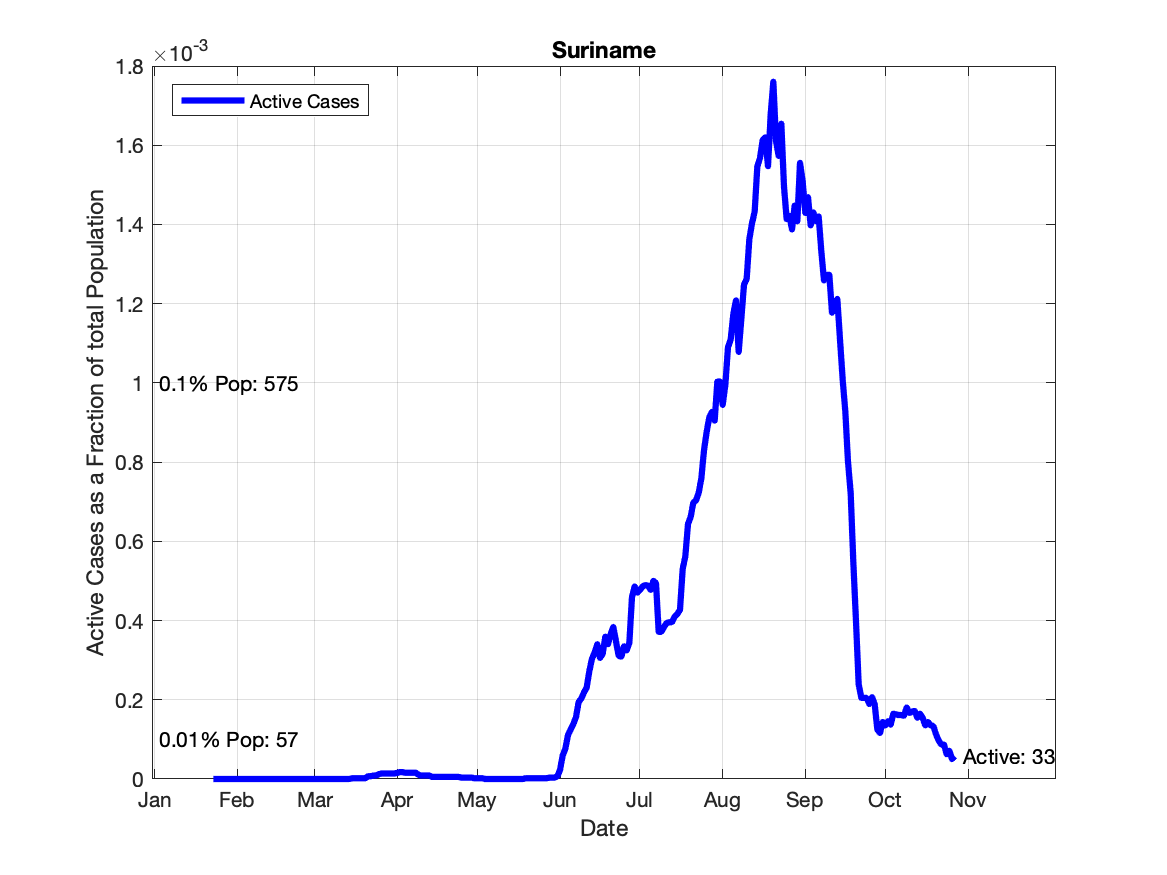 Suriname
×10-3
1.8
1.6
1.4
1.2
1
0.8
0.6
0.4
0.2
0
Active Cases as a Fraction of total Population
Active Cases
0.1% Pop: 575
0.01% Pop: 57
Active: 33
Jan Feb Mar Apr May Jun Jul Aug Sep Oct Nov
Date